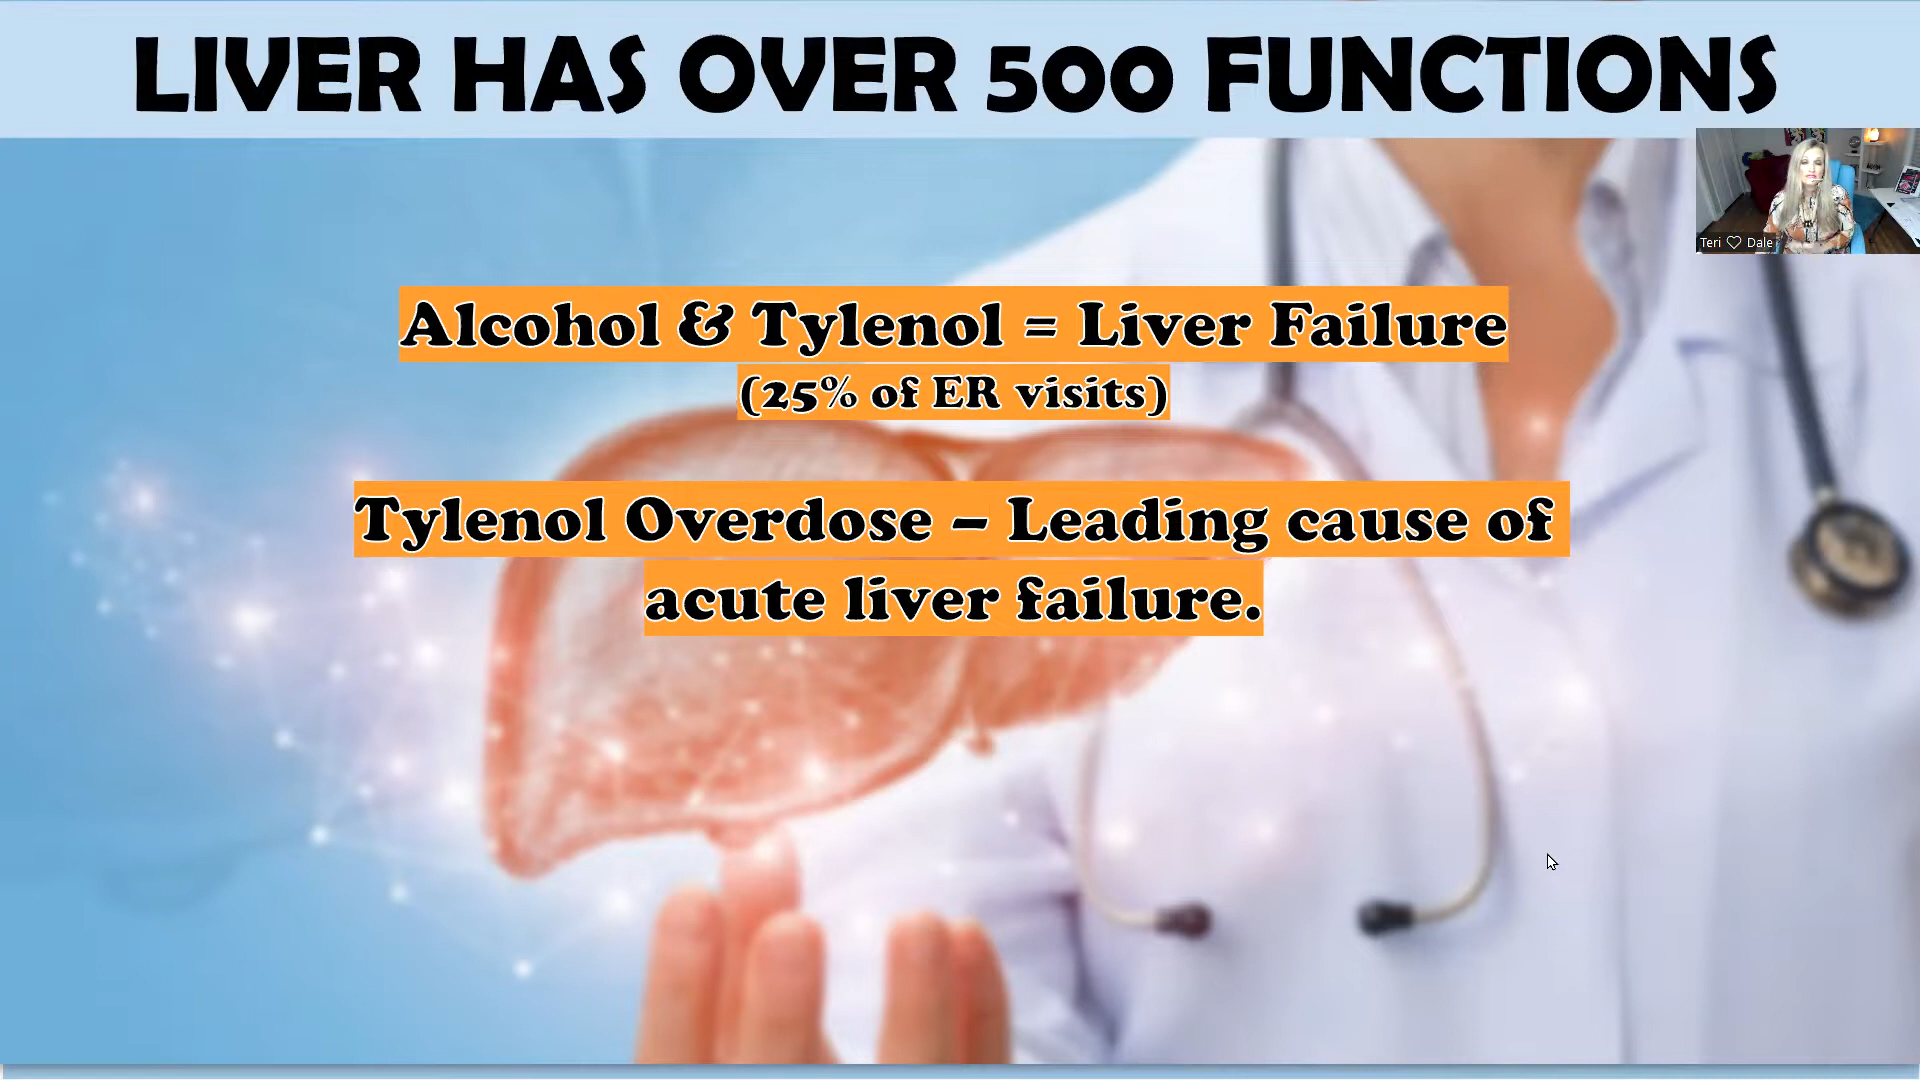 LIVER HAS OVER 500 FUNCTIONS
Teri ♡ Dale
Alcohol & Tylenol = Liver Failure
(25% of ER visits)
Tylenol Overdose – Leading cause of
acute liver failure.